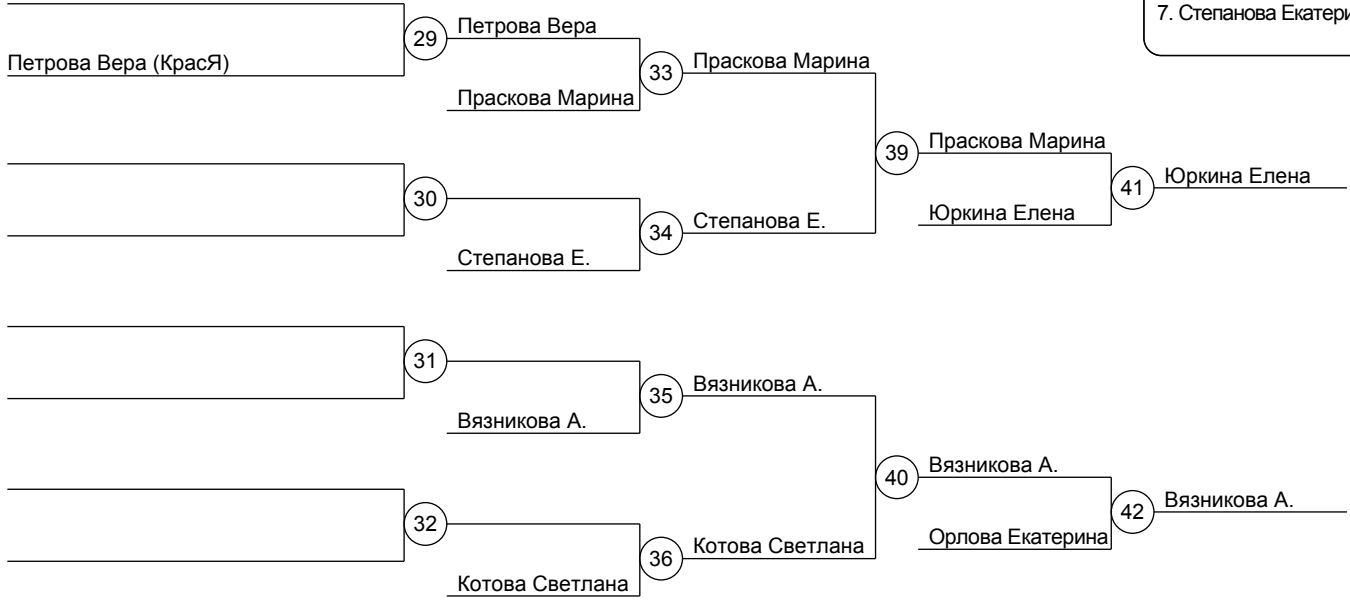 7. Степанова
29
Петрова Вера
Петрова Вера (КрасЯ)
Праскова Марина
33
Праскова Марина
39
Праскова Марина
30
41
Юркина Елена
Юркина Елена
34
Степанова Е.
Степанова Е.
31
35
Вязникова А.
Вязникова А.
40
Вязникова А.
32
42
Вязникова А.
Орлова Екатерина
36
Котова Светлана
Котова Светлана